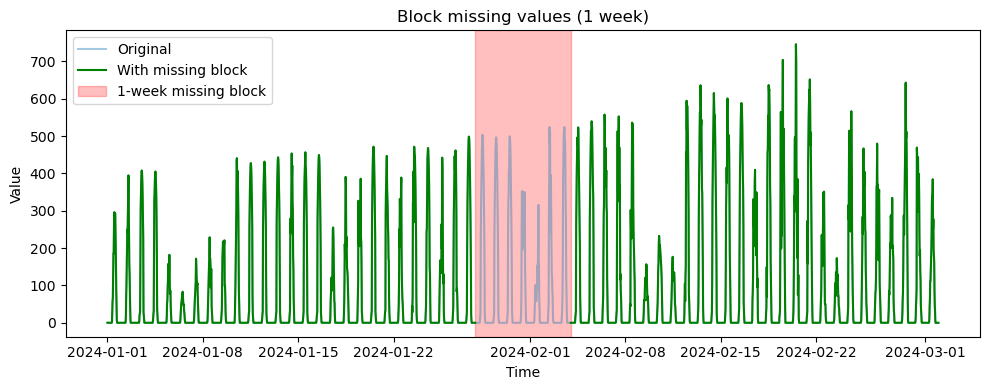 Block missing values (1 week)
Original
With missing block
1-week missing block
Value
700
600
500
400
300
200
100
0
2024-01-01 2024-01-08 2024-01-15 2024-01-22 2024-02-01 2024-02-08 2024-02-15 2024-02-22 2024-03-01
Time